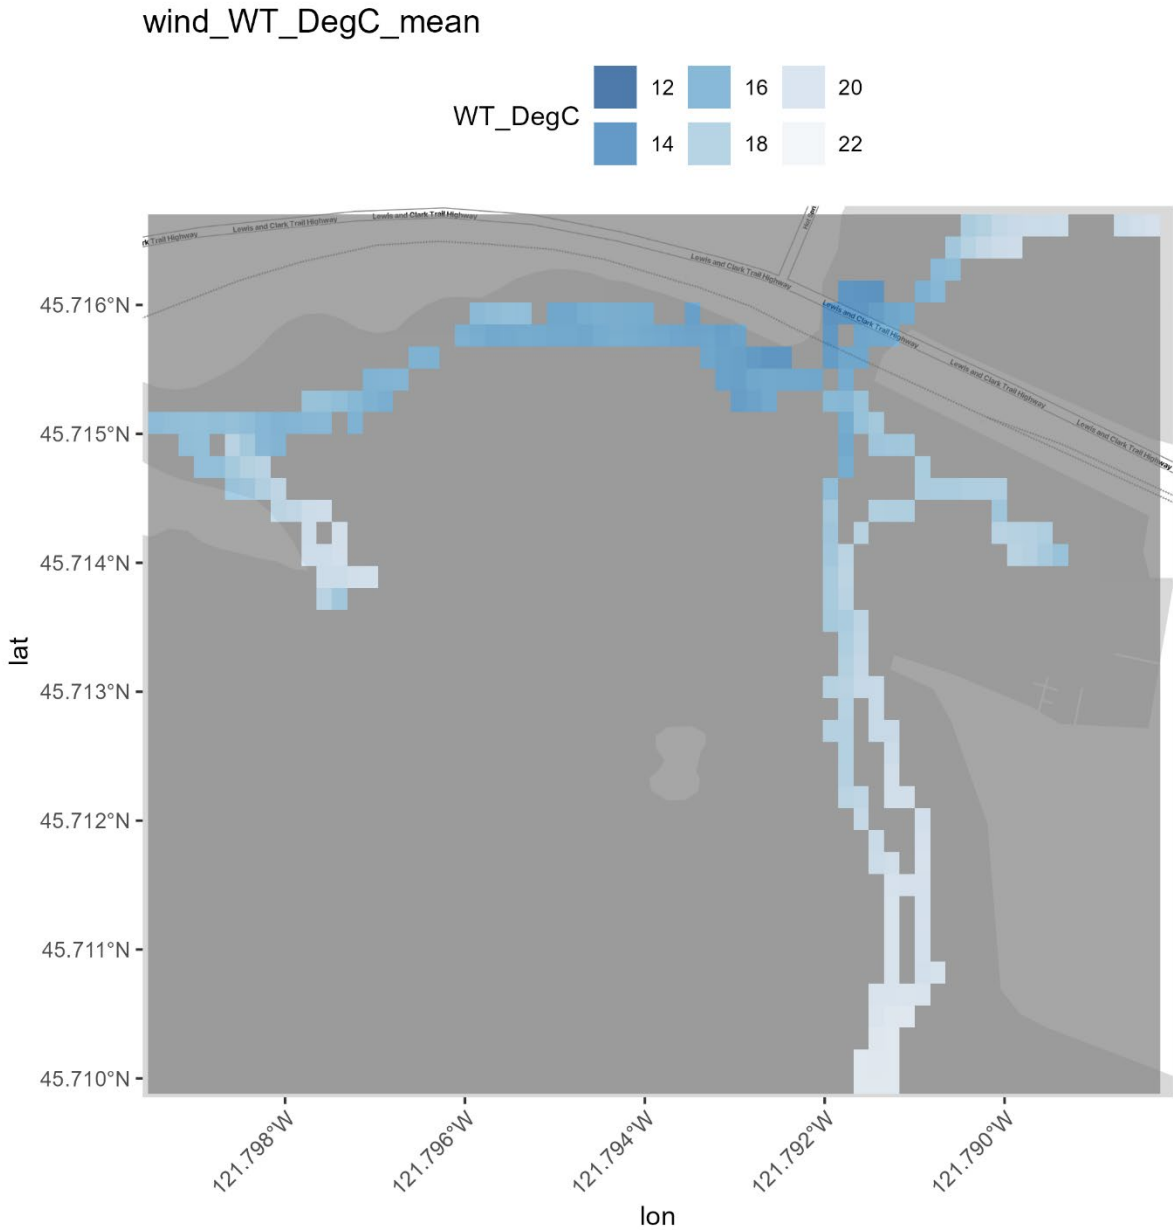 wind_WT_DegC_mean
WT_DegC
12 16 20
14 18 22
Lewis and Clark Trail Highway
Lewis and Clark Trail Highway
rk Trail Highway
Lewis and Clark Trail Highway
Lewis and Clark Trail Highway
Lewis and Clark Trail Highway
Lewis and Clark Trail Highway
45.716°N
45.715°N
45.714°N
45.713°N
45.712°N
45.711°N
45.710°N
lat
121.798°W
121.796°W
121.794°W
121.792°W
121.790°W
lon